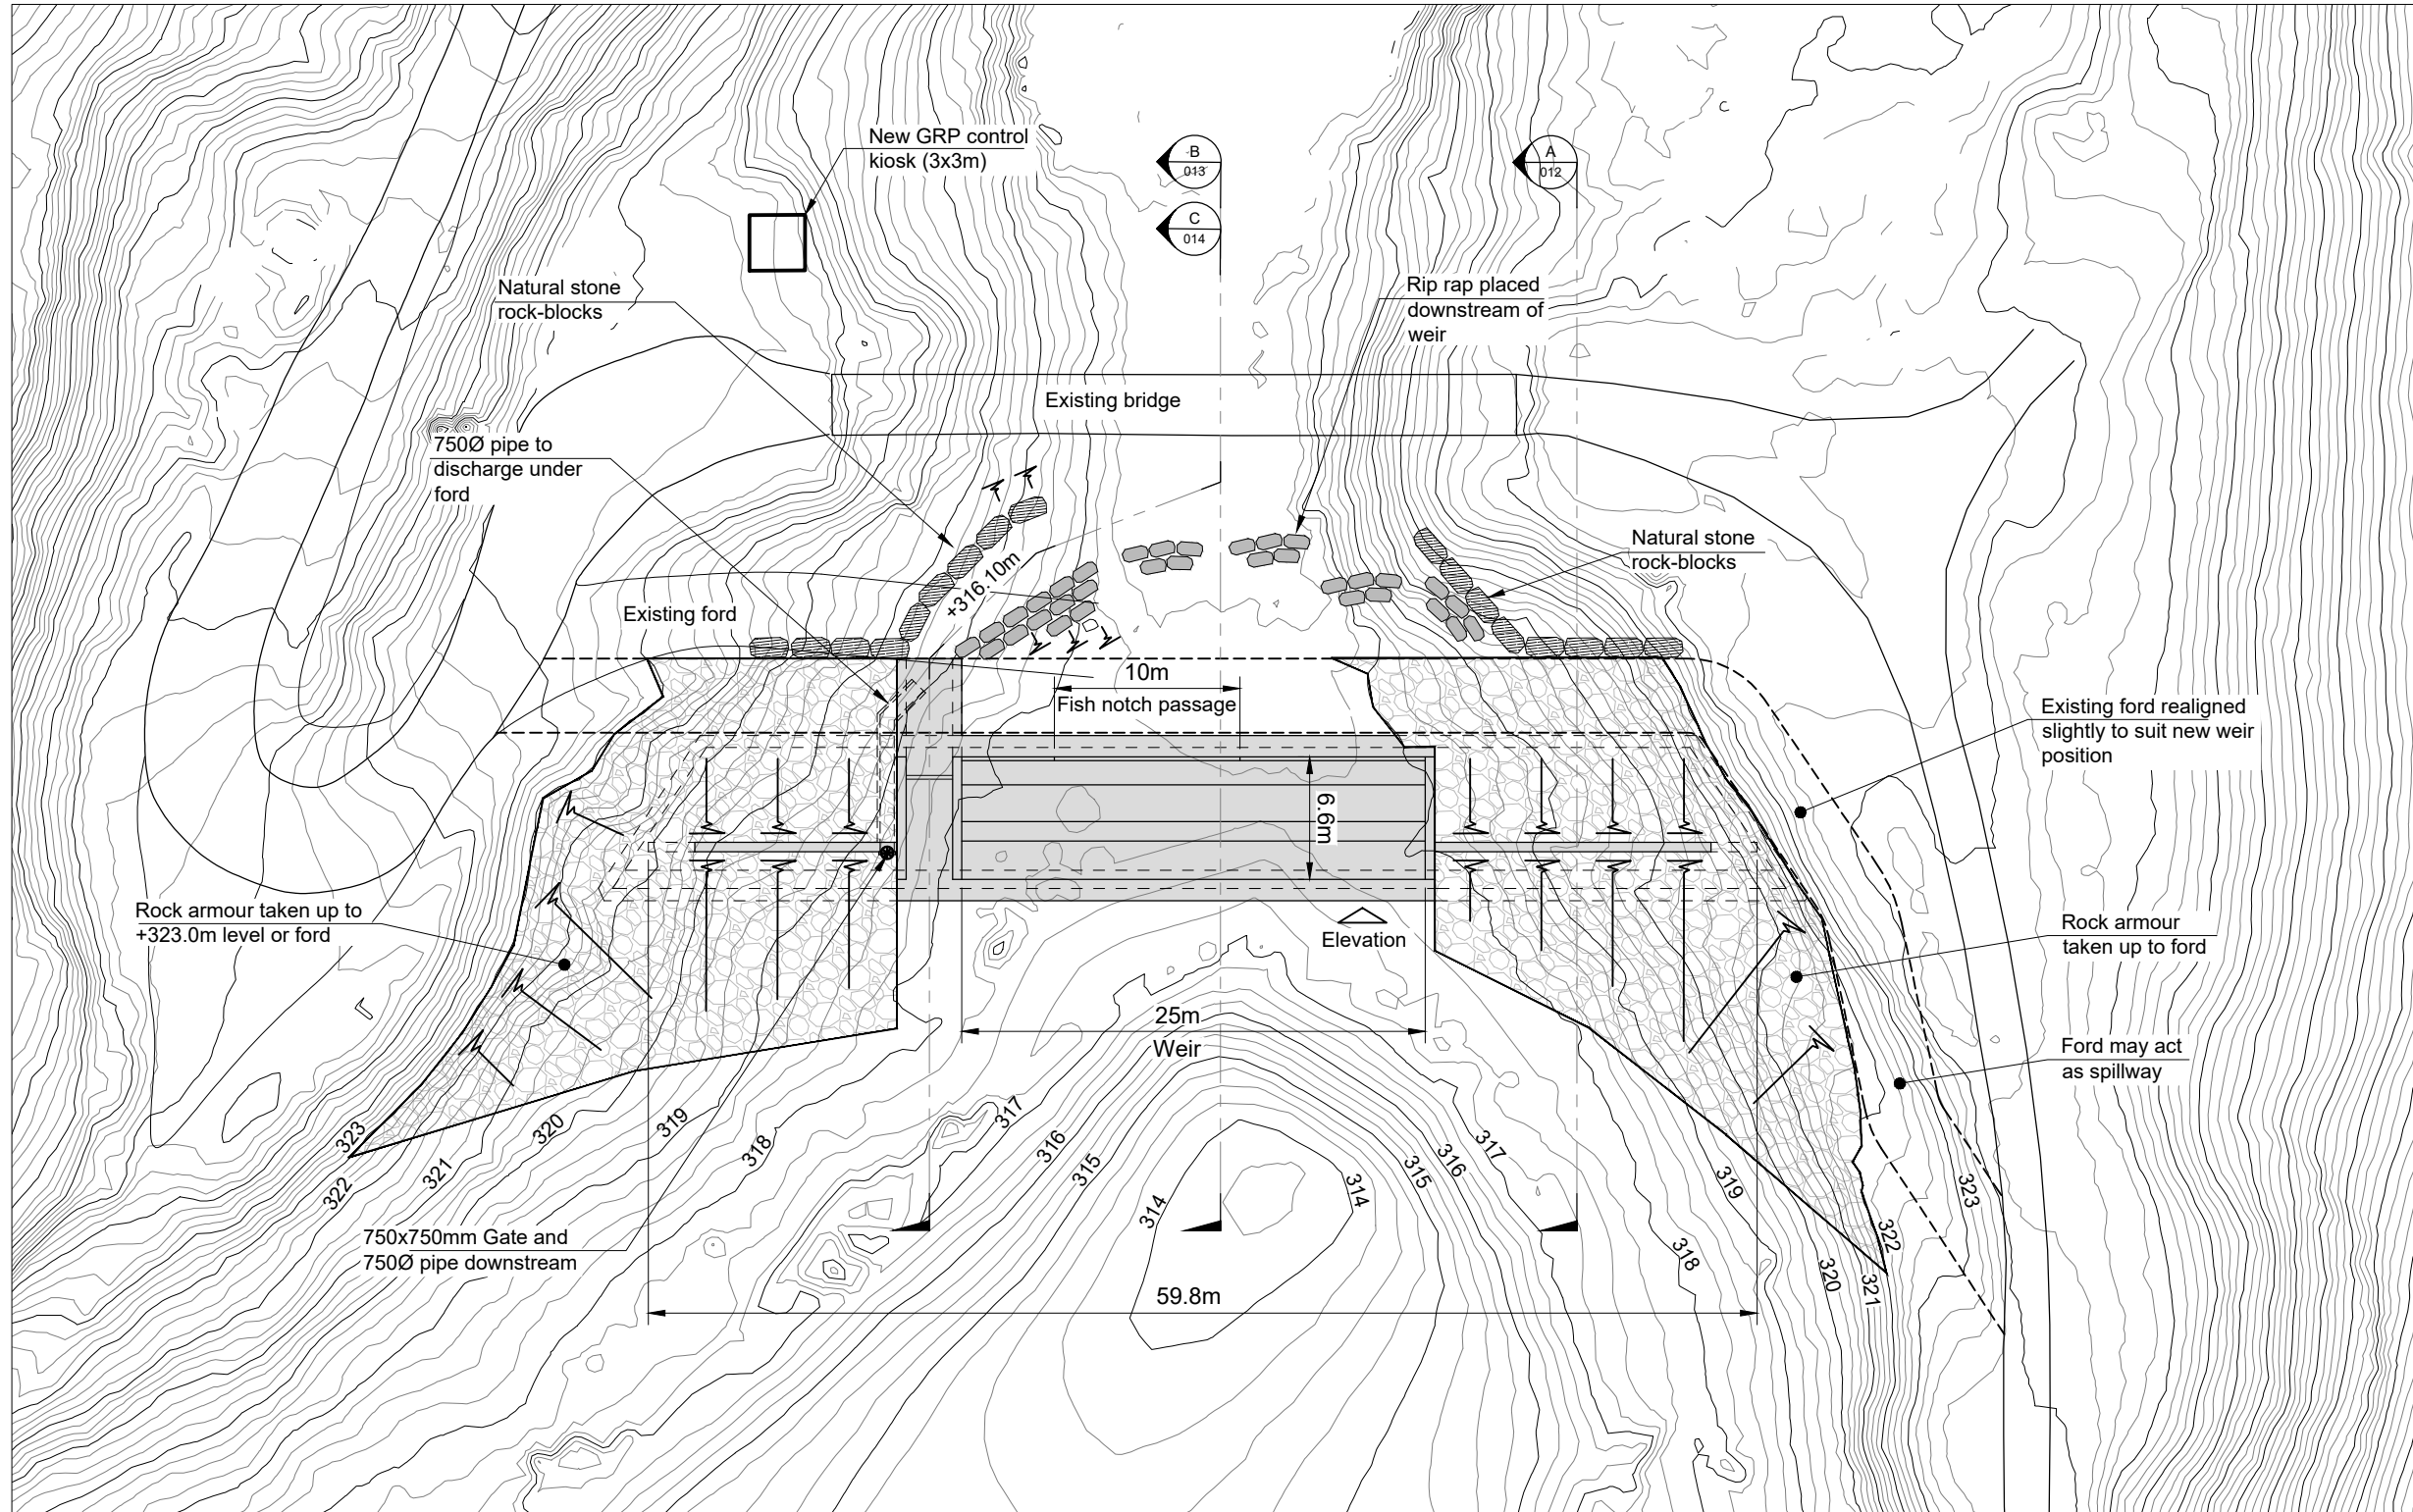 New GRP control
kiosk (3x3m)
B
013
A
012
C
014
Natural stone
rock-blocks
Rip rap placed
downstream of
weir
Existing bridge
750Ø pipe to
discharge under
ford
Natural stone
rock-blocks
+316.10m
Existing ford
10m
Fish notch passage
Existing ford realigned
slightly to suit new weir
position
6.6m
Rock armour taken up to
+323.0m level or ford
Elevation
Rock armour
taken up to ford
25m
Weir
Ford may act
as spillway
323
322
321
320
319
318
317
316
315
314
314
315
316
317
318
319
320
321
322
323
750x750mm Gate and
750Ø pipe downstream
59.8m